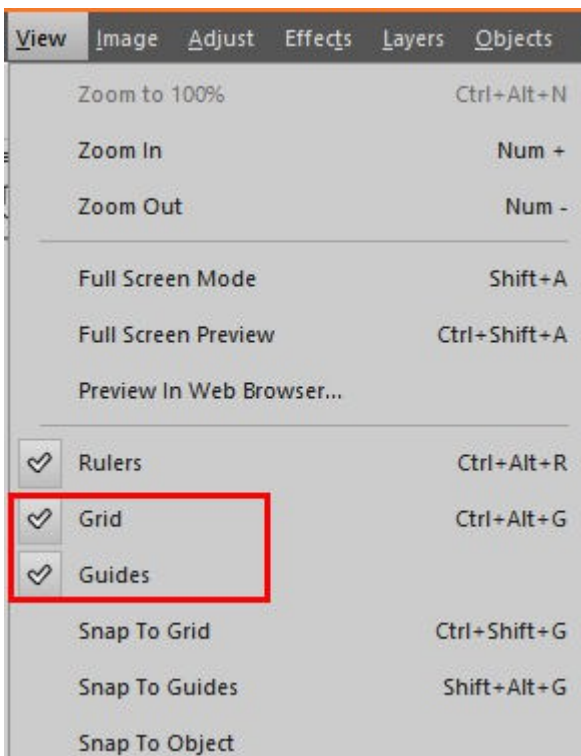 View Image Adjust Effects Layers Objects
Zoom to 100% Ctrl+Alt+N
Zoom In Num +
Zoom Out Num -
Full Screen Mode Shift+A
Full Screen Preview Ctrl+Shift+A
Preview In Web Browser...
Rulers Ctrl+Alt+R
Grid Ctrl+Alt+G
Guides
Snap To Grid Ctrl+Shift+G
Snap To Guides Shift+Alt+G
Snap To Object